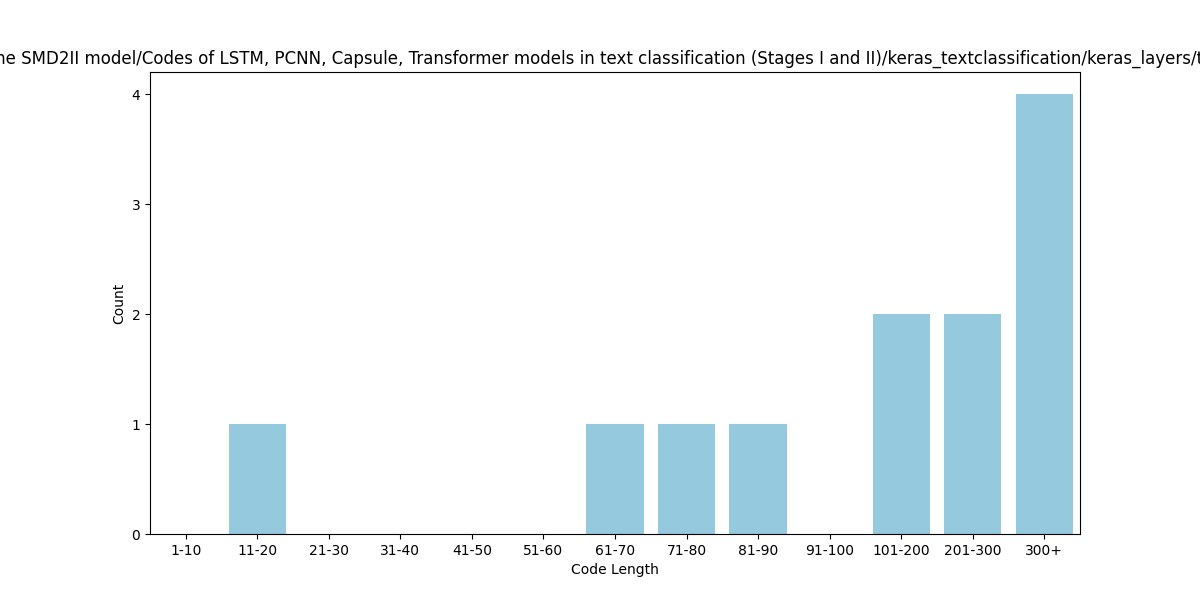 SMD2II model/Codes of LSTM, PCNN, Capsule, Transformer models in text classification (Stages I and II)/keras_textclassification/keras_layers/
4
3
2
1
0
Count
1-10 11-20 21-30 31-40 41-50 51-60 61-70 71-80 81-90 91-100 101-200 201-300 300+
Code Length